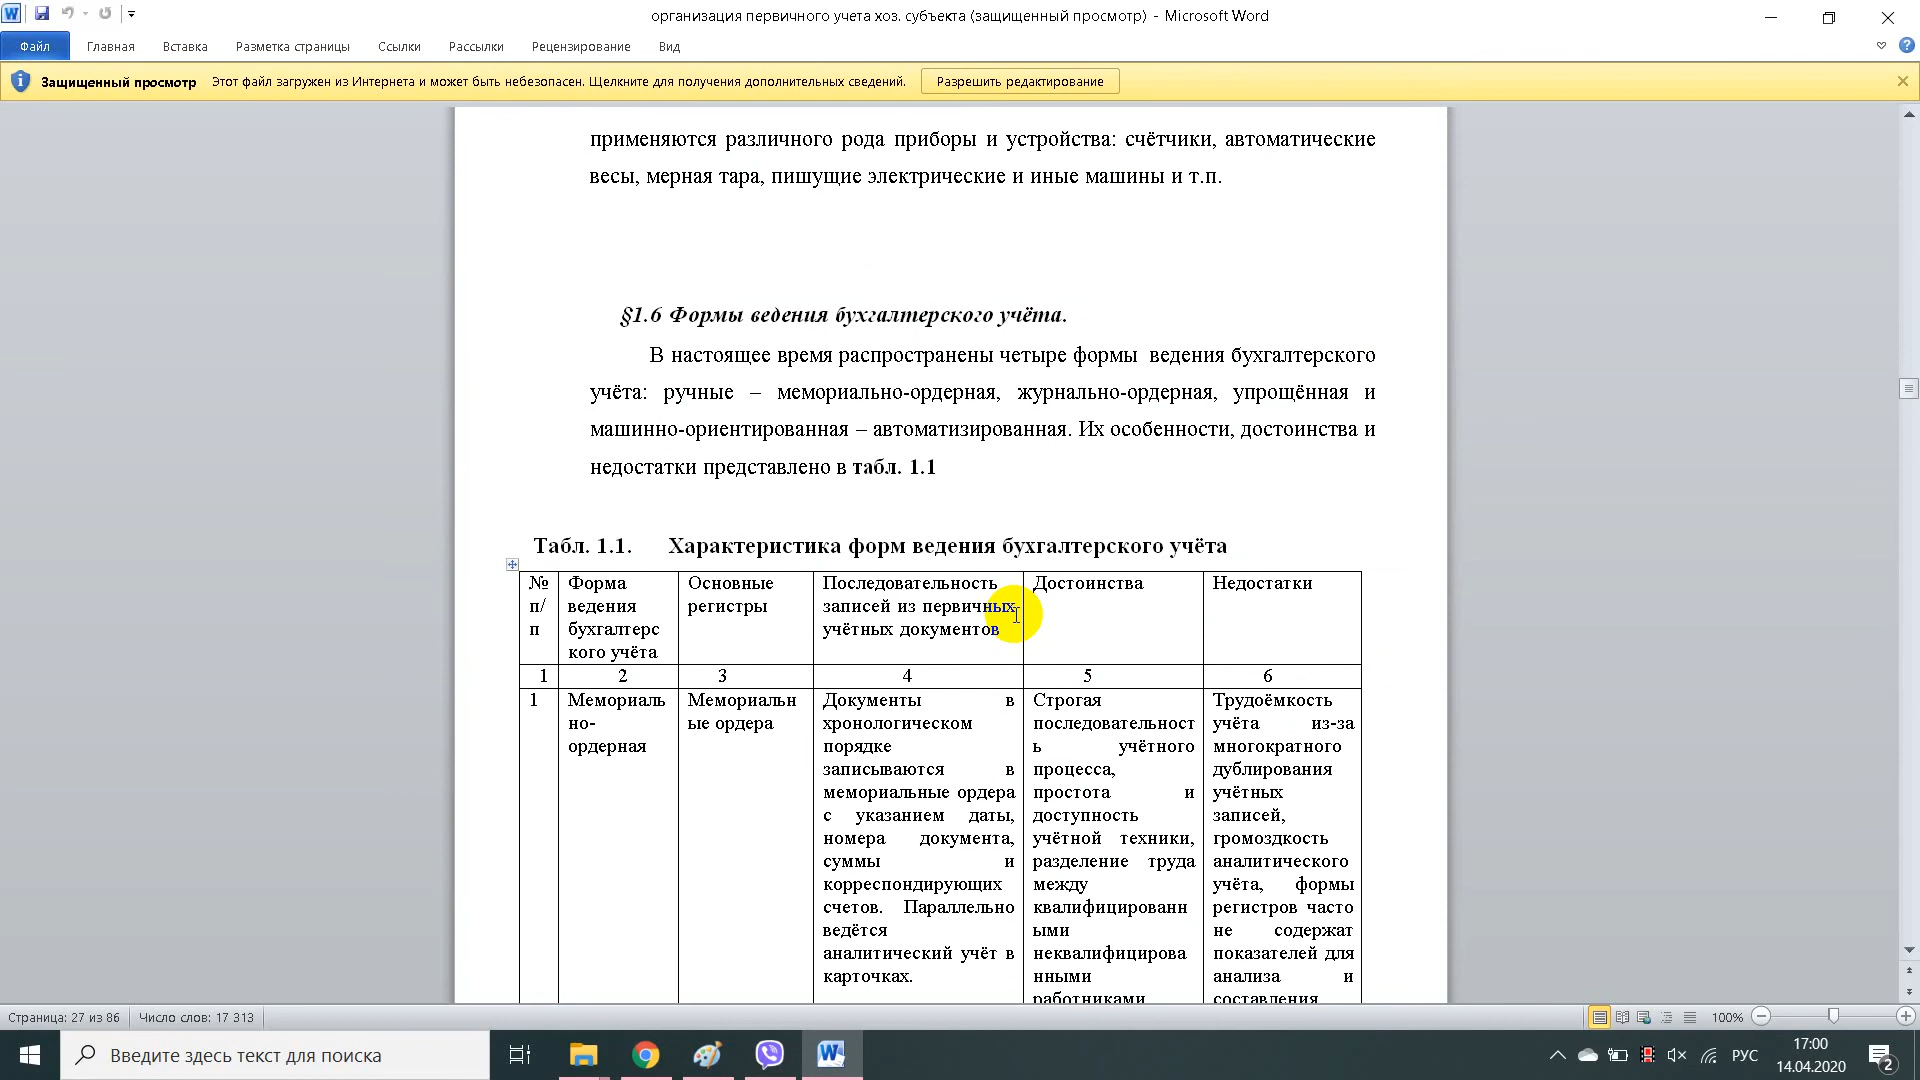 организация первичного учета хоз. субъекта (защищенный просмотр) - Microsoft Word
Файл Главная Вставка Разметка страницы Ссылки Рассылки Рецензирование Вид
Защищенный просмотр Этот файл загружен из Интернета и может быть небезопасен. Щелкните для получения дополнительных сведений. Разрешить редактирование
применяются различного рода приборы и устройства: счётчики, автоматические
весы, мерная тара, пишущие электрические и иные машины и т.п.
§1.6 Формы ведения бухгалтерского учёта.
В настоящее время распространены четыре формы ведения бухгалтерского
учёта: ручные – мемориально-ордерная, журнально-ордерная, упрощённая и
машинно-ориентированная – автоматизированная. Их особенности, достоинства и
недостатки представлено в табл. 1.1
Табл. 1.1. Характеристика форм ведения бухгалтерского учёта
№
п/
п
Форма
ведения
бухгалтерс
кого учёта
Основные
регистры
Последовательность
записей из первичных
учётных документов
Достоинства
Недостатки
1 2 3 4 5 6
1
Мемориаль
но-
ордерная
Мемориальн
ые ордера
Документы в
хронологическом
порядке
записываются в
мемориальные ордера
с указанием даты,
номера документа,
суммы и
корреспондирующих
счетов. Параллельно
ведётся
аналитический учёт в
карточках.
Строгая
последовательност
ь учётного
процесса,
простота и
доступность
учётной техники,
разделение труда
между
квалифицированн
ыми
неквалифицирова
нными
работниками
Трудоёмкость
учёта из-за
многократного
дублирования
учётных
записей,
громоздкость
аналитического
учёта, формы
регистров часто
не содержат
показателей для
анализа и
составления
Страница: 27 из 86 Число слов: 17 313 100%
Введите здесь текст для поиска
РУС
17:00
14.04.2020
2